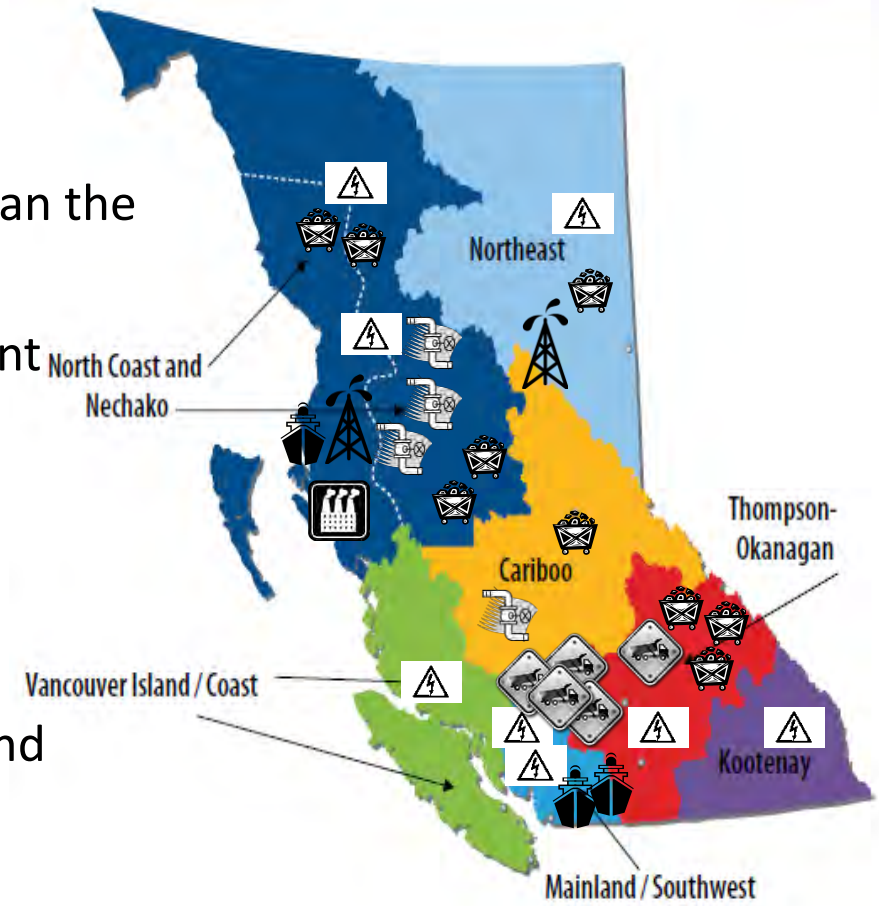 an the
Northeast
nt
North Coast and
Nechako
Thompson-
Okanagan
Cariboo
Vancouver Island / Coast
nd
Kootenay
Mainland / Southwest